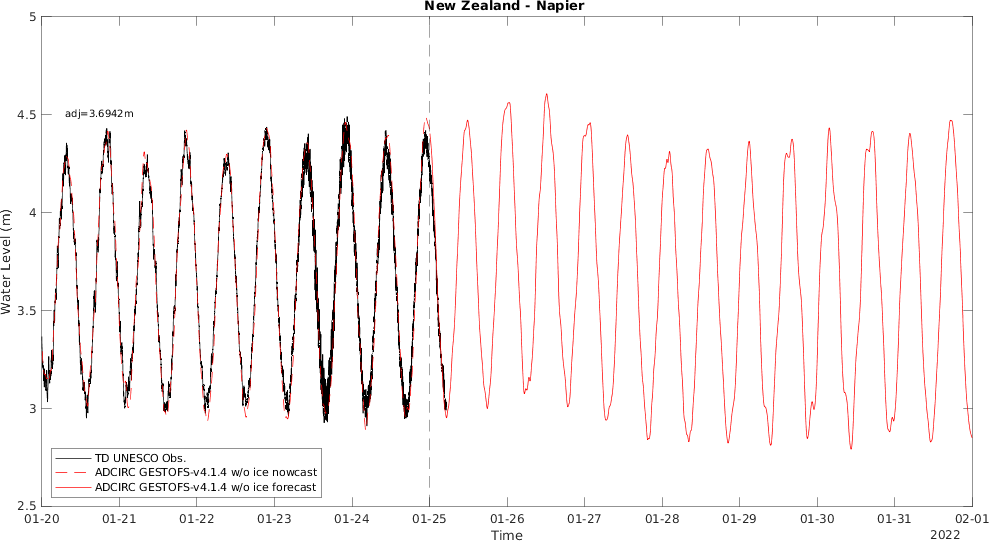 New Zealand - Napier
5
4.5
4
3.5
3
2.5
Water Level (m)
adj=3.6942m
TD UNESCO Obs.
ADCIRC GESTOFS-v4.1.4 w/o ice nowcast
ADCIRC GESTOFS-v4.1.4 w/o ice forecast
01-20 01-21 01-22 01-23 01-24 01-25 01-26 01-27 01-28 01-29 01-30 01-31 02-01
Time
2022